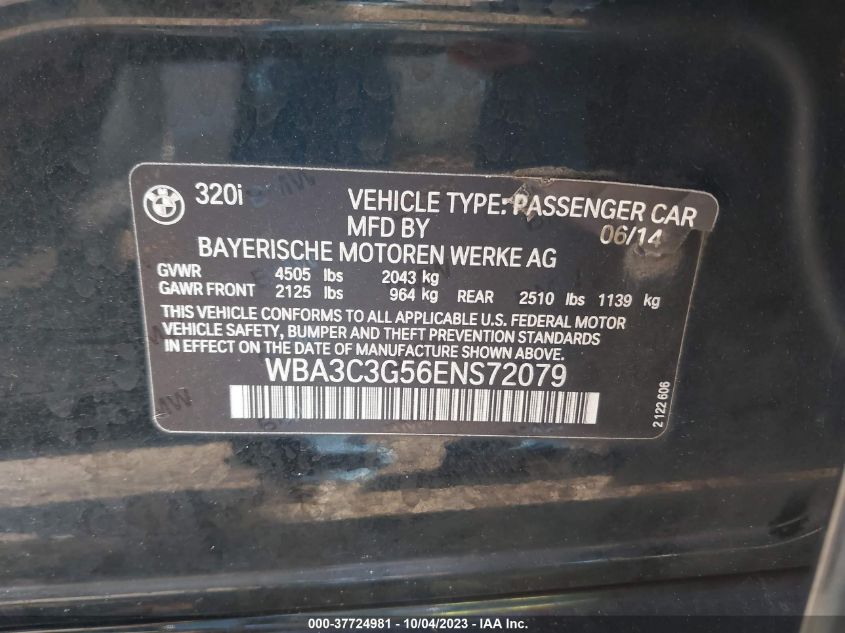 320i VEHICLE TYPE: PASSENGER CAR
MFD BY 06/14
BAYERISCHE MOTOREN WERKE AG
GVWR 4505 lbs 2043 kg
GAWR FRONT 2125 lbs 964 kg REAR 2510 lbs 1139 kg
THIS VEHICLE CONFORMS TO ALL APPLICABLE U.S. FEDERAL MOTOR
VEHICLE SAFETY, BUMPER AND THEFT PREVENTION STANDARDS
IN EFFECT ON THE DATE OF MANUFACTURE SHOWN ABOVE.
WBA3C3G56ENS72079
2 122 606
000-37724981 - 10/04/2023 - IAA Inc.